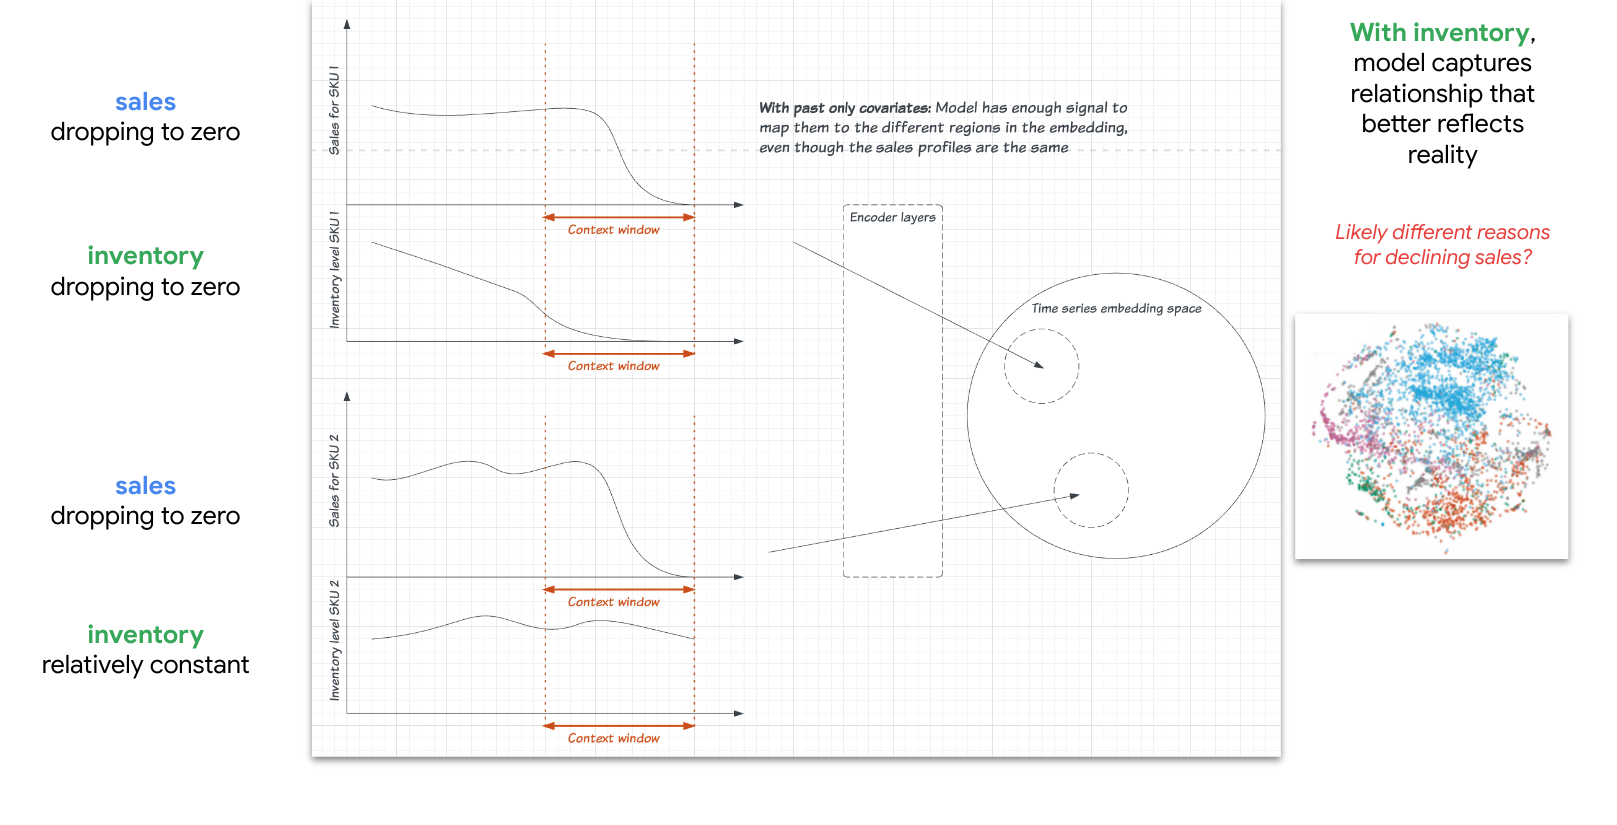 sales
dropping to zero
inventory
dropping to zero
sales
dropping to zero
inventory
relatively constant
Sales for SKU 1
Context window
Inventory level SKU 1
Context window
Sales for SKU 2
Context window
Inventory level SKU 2
Context window
With past only covariates: Model has enough signal to
map them to the different regions in the embedding,
even though the sales profiles are the same
Encoder layers
Time series embedding space
With inventory,
model captures
relationship that
better reflects
reality
Likely different reasons
for declining sales?